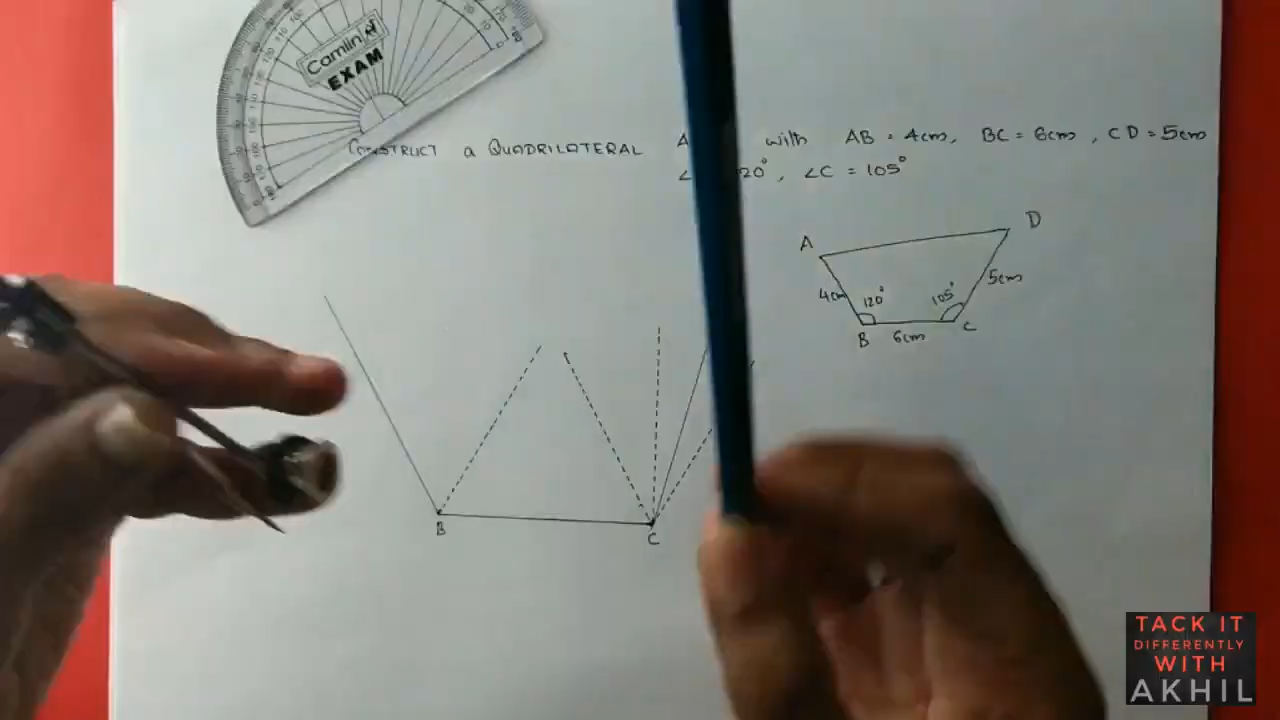 Camlin
EXAM
CONSTRUCT a QUADRILATERAL A with AB = 4cm, BC = 6cm, CD = 5cm
∠ 20°, ∠C = 105°
A
D
4cm
120°
105°
5cm
B
6cm
C
B
C
TACK IT
DIFFERENTLY
WITH
AKHIL